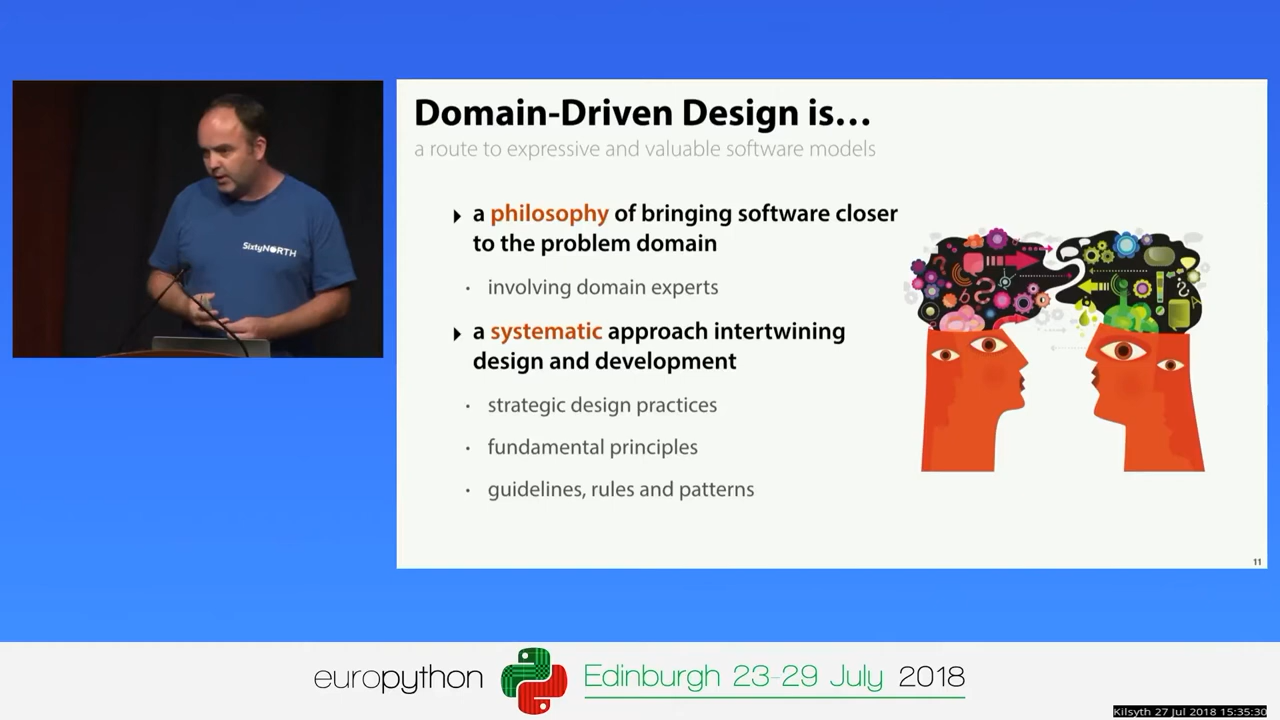 SixtyNORTH
Domain-Driven Design is…
a route to expressive and valuable software models
a philosophy of bringing software closer
to the problem domain
involving domain experts
a systematic approach intertwining
design and development
strategic design practices
fundamental principles
guidelines, rules and patterns
11
europython
Edinburgh 23-29 July 2018
Kilsyth 27 Jul 2018 15:35:30